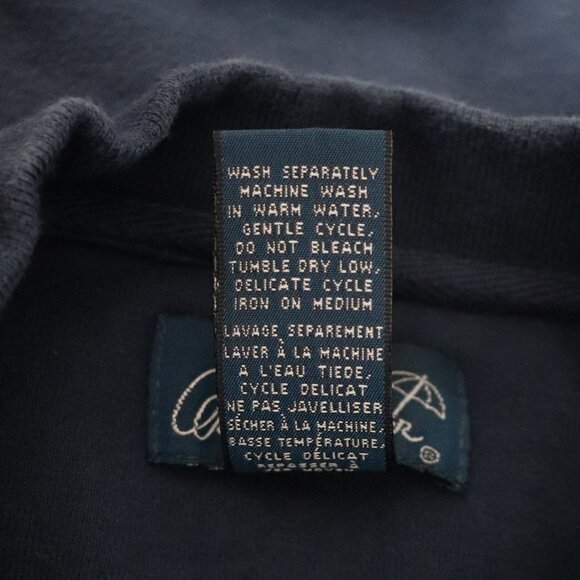 WASH SEPARATELY
MACHINE WASH
IN WARM WATER,
GENTLE CYCLE,
DO NOT BLEACH
TUMBLE DRY LOW,
DELICATE CYCLE
IRON ON MEDIUM
LAVAGE SEPAREMENT
LAVER À LA MACHINE
A L'EAU TIEDE,
CYCLE DELICAT
NE PAS JAVELLISER
SÉCHER À LA MACHINE,
BASSE TEMPÉRATURE,
CYCLE DÉLICAT
REPASSER À
®